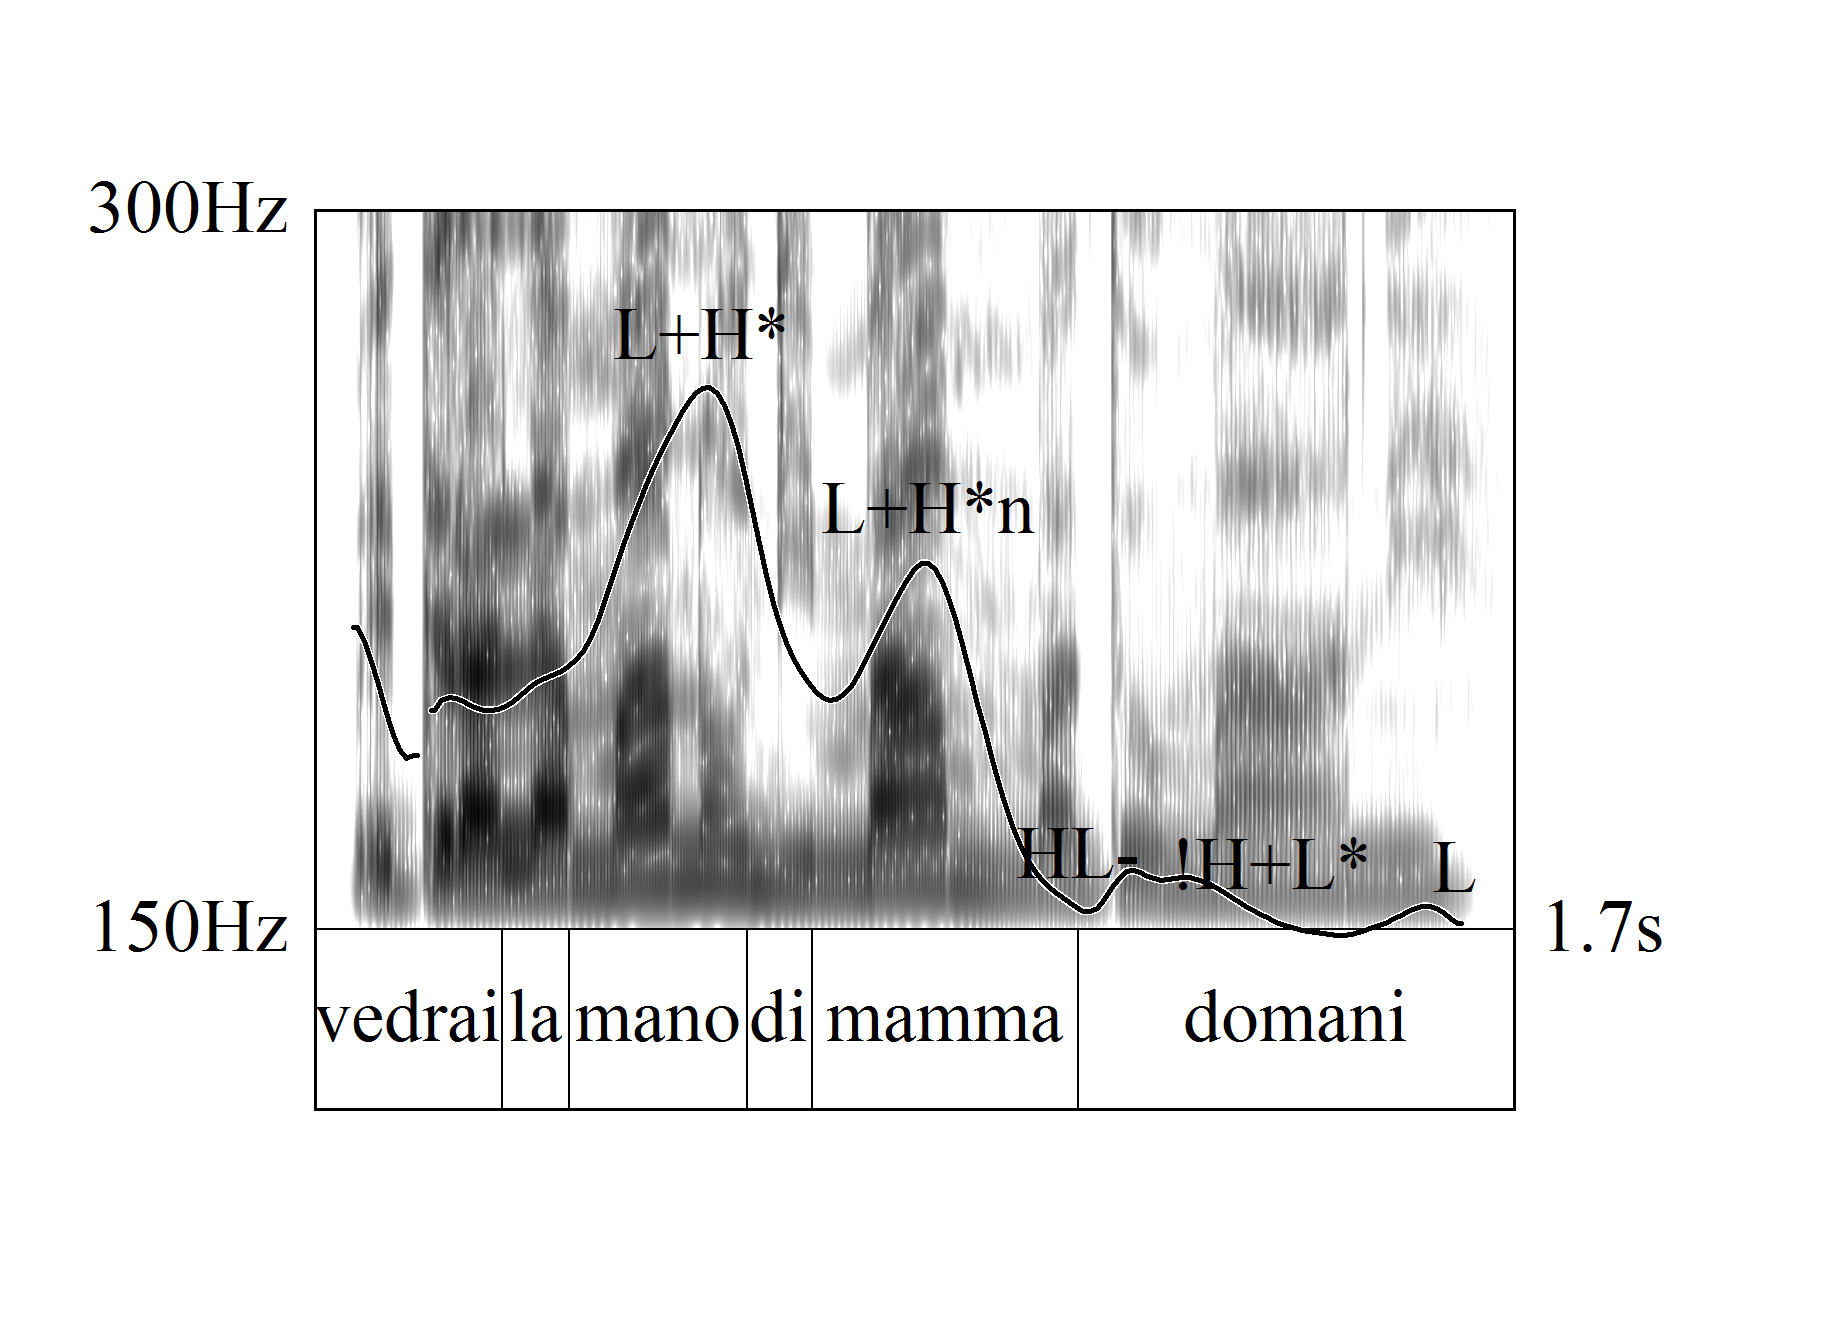 300Hz
L+H*
L+H*n
HL- !H+L* L
150Hz 1.7s
vedrai la mano di mamma domani